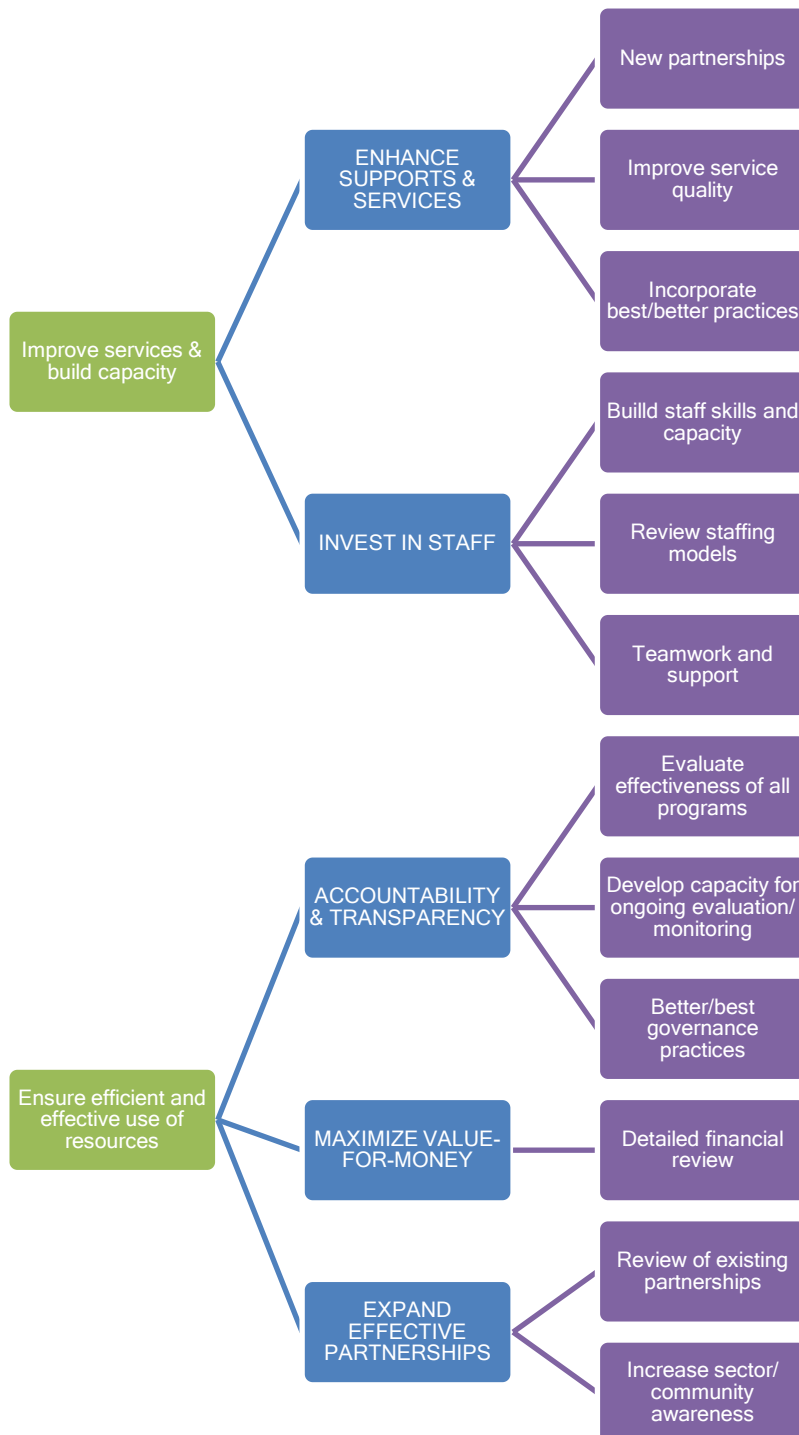 New partnerships
ENHANCE
SUPPORTS &
SERVICES
Improve service
quality
Incorporate
best/better practices
Improve services &
build capacity
Builld staff skills and
capacity
INVEST IN STAFF
Review staffing
models
Teamwork and
support
Evaluate
effectiveness of all
programs
ACCOUNTABILITY
& TRANSPARENCY
Develop capacity for
ongoing evaluation/
monitoring
Better/best
governance
practices
Ensure efficient and
effective use of
resources
MAXIMIZE VALUE-
FOR-MONEY
Detailed financial
review
Review of existing
partnerships
EXPAND
EFFECTIVE
PARTNERSHIPS
Increase sector/
community
awareness